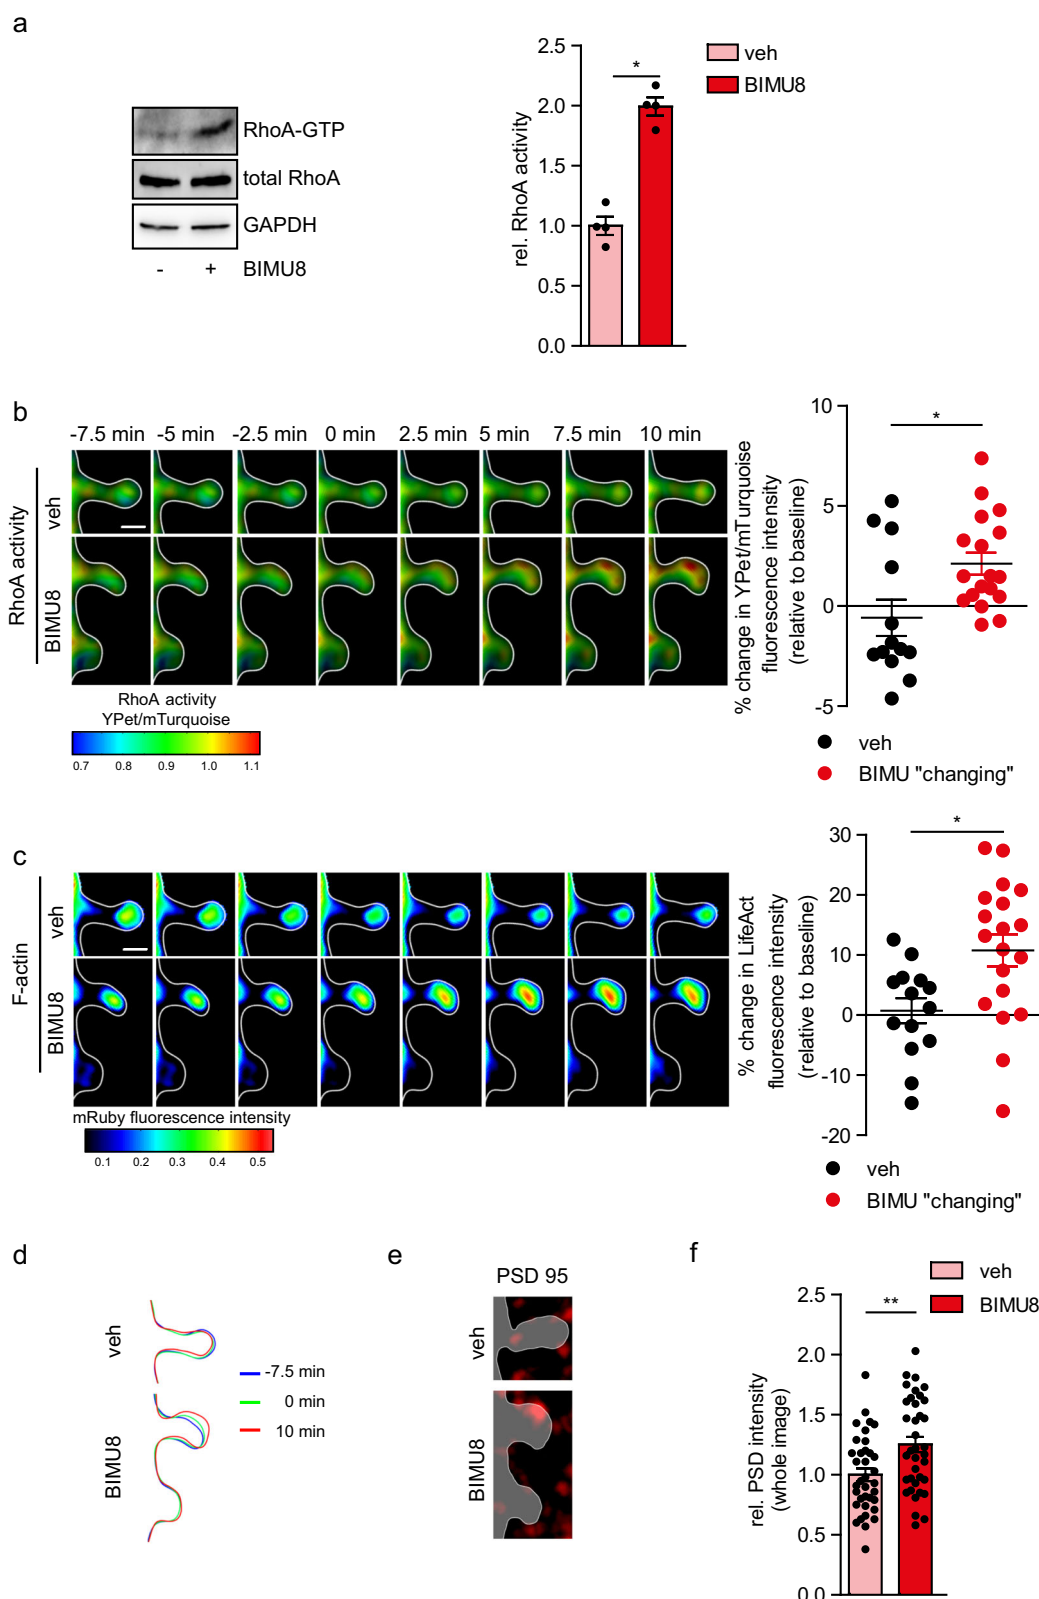 a
RhoA-GTP
total RhoA
GAPDH
- + BIMU8
rel. RhoA activity
2.5
2.0
1.5
1.0
0.5
0.0
*
veh
BIMU8
b
-7.5 min -5 min -2.5 min 0 min 2.5 min 5 min 7.5 min 10 min
RhoA activity
veh
BIMU8
RhoA activity
YPet/mTurquoise
0.7 0.8 0.9 1.0 1.1
% change in YPet/mTurquoise
fluorescence intensity
(relative to baseline)
10
5
0
-5
*
veh
BIMU "changing"
c
F-actin
veh
BIMU8
mRuby fluorescence intensity
0.1 0.2 0.3 0.4 0.5
% change in LifeAct
fluorescence intensity
(relative to baseline)
30
20
10
0
-10
-20
*
veh
BIMU "changing"
d
veh
BIMU8
-7.5 min
0 min
10 min
e
PSD 95
veh
BIMU8
f
rel. PSD intensity
(whole image)
2.5
2.0
1.5
1.0
0.5
0.0
**
veh
BIMU8